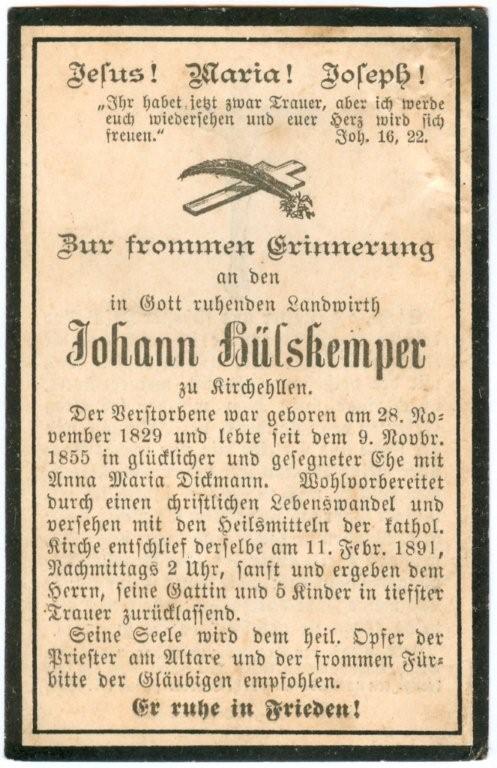 Jesus! Maria! Joseph!
„Ihr habet jetzt zwar Trauer, aber ich werde
euch wiedersehen und euer Herz wird sich
freuen.“ Joh. 16, 22.
Zur frommen Erinnerung
an den
in Gott ruhenden Landwirth
Johann Hülskemper
zu Kirchehllen.
Der Verstorbene war geboren am 28. No-
vember 1829 und lebte seit dem 9. Novbr.
1855 in glücklicher und gesegneter Ehe mit
Anna Maria Dickmann. Wohlvorbereitet
durch einen christlichen Lebenswandel und
versehen mit den Heilsmitteln der kathol.
Kirche entschlief derselbe am 11. Febr. 1891,
Nachmittags 2 Uhr, sanft und ergeben dem
Herrn, seine Gattin und 5 Kinder in tiefster
Trauer zurücklassend.
Seine Seele wird dem heil. Opfer der
Priester am Altare und der frommen Für-
bitte der Gläubigen empfohlen.
Er ruhe in Frieden!